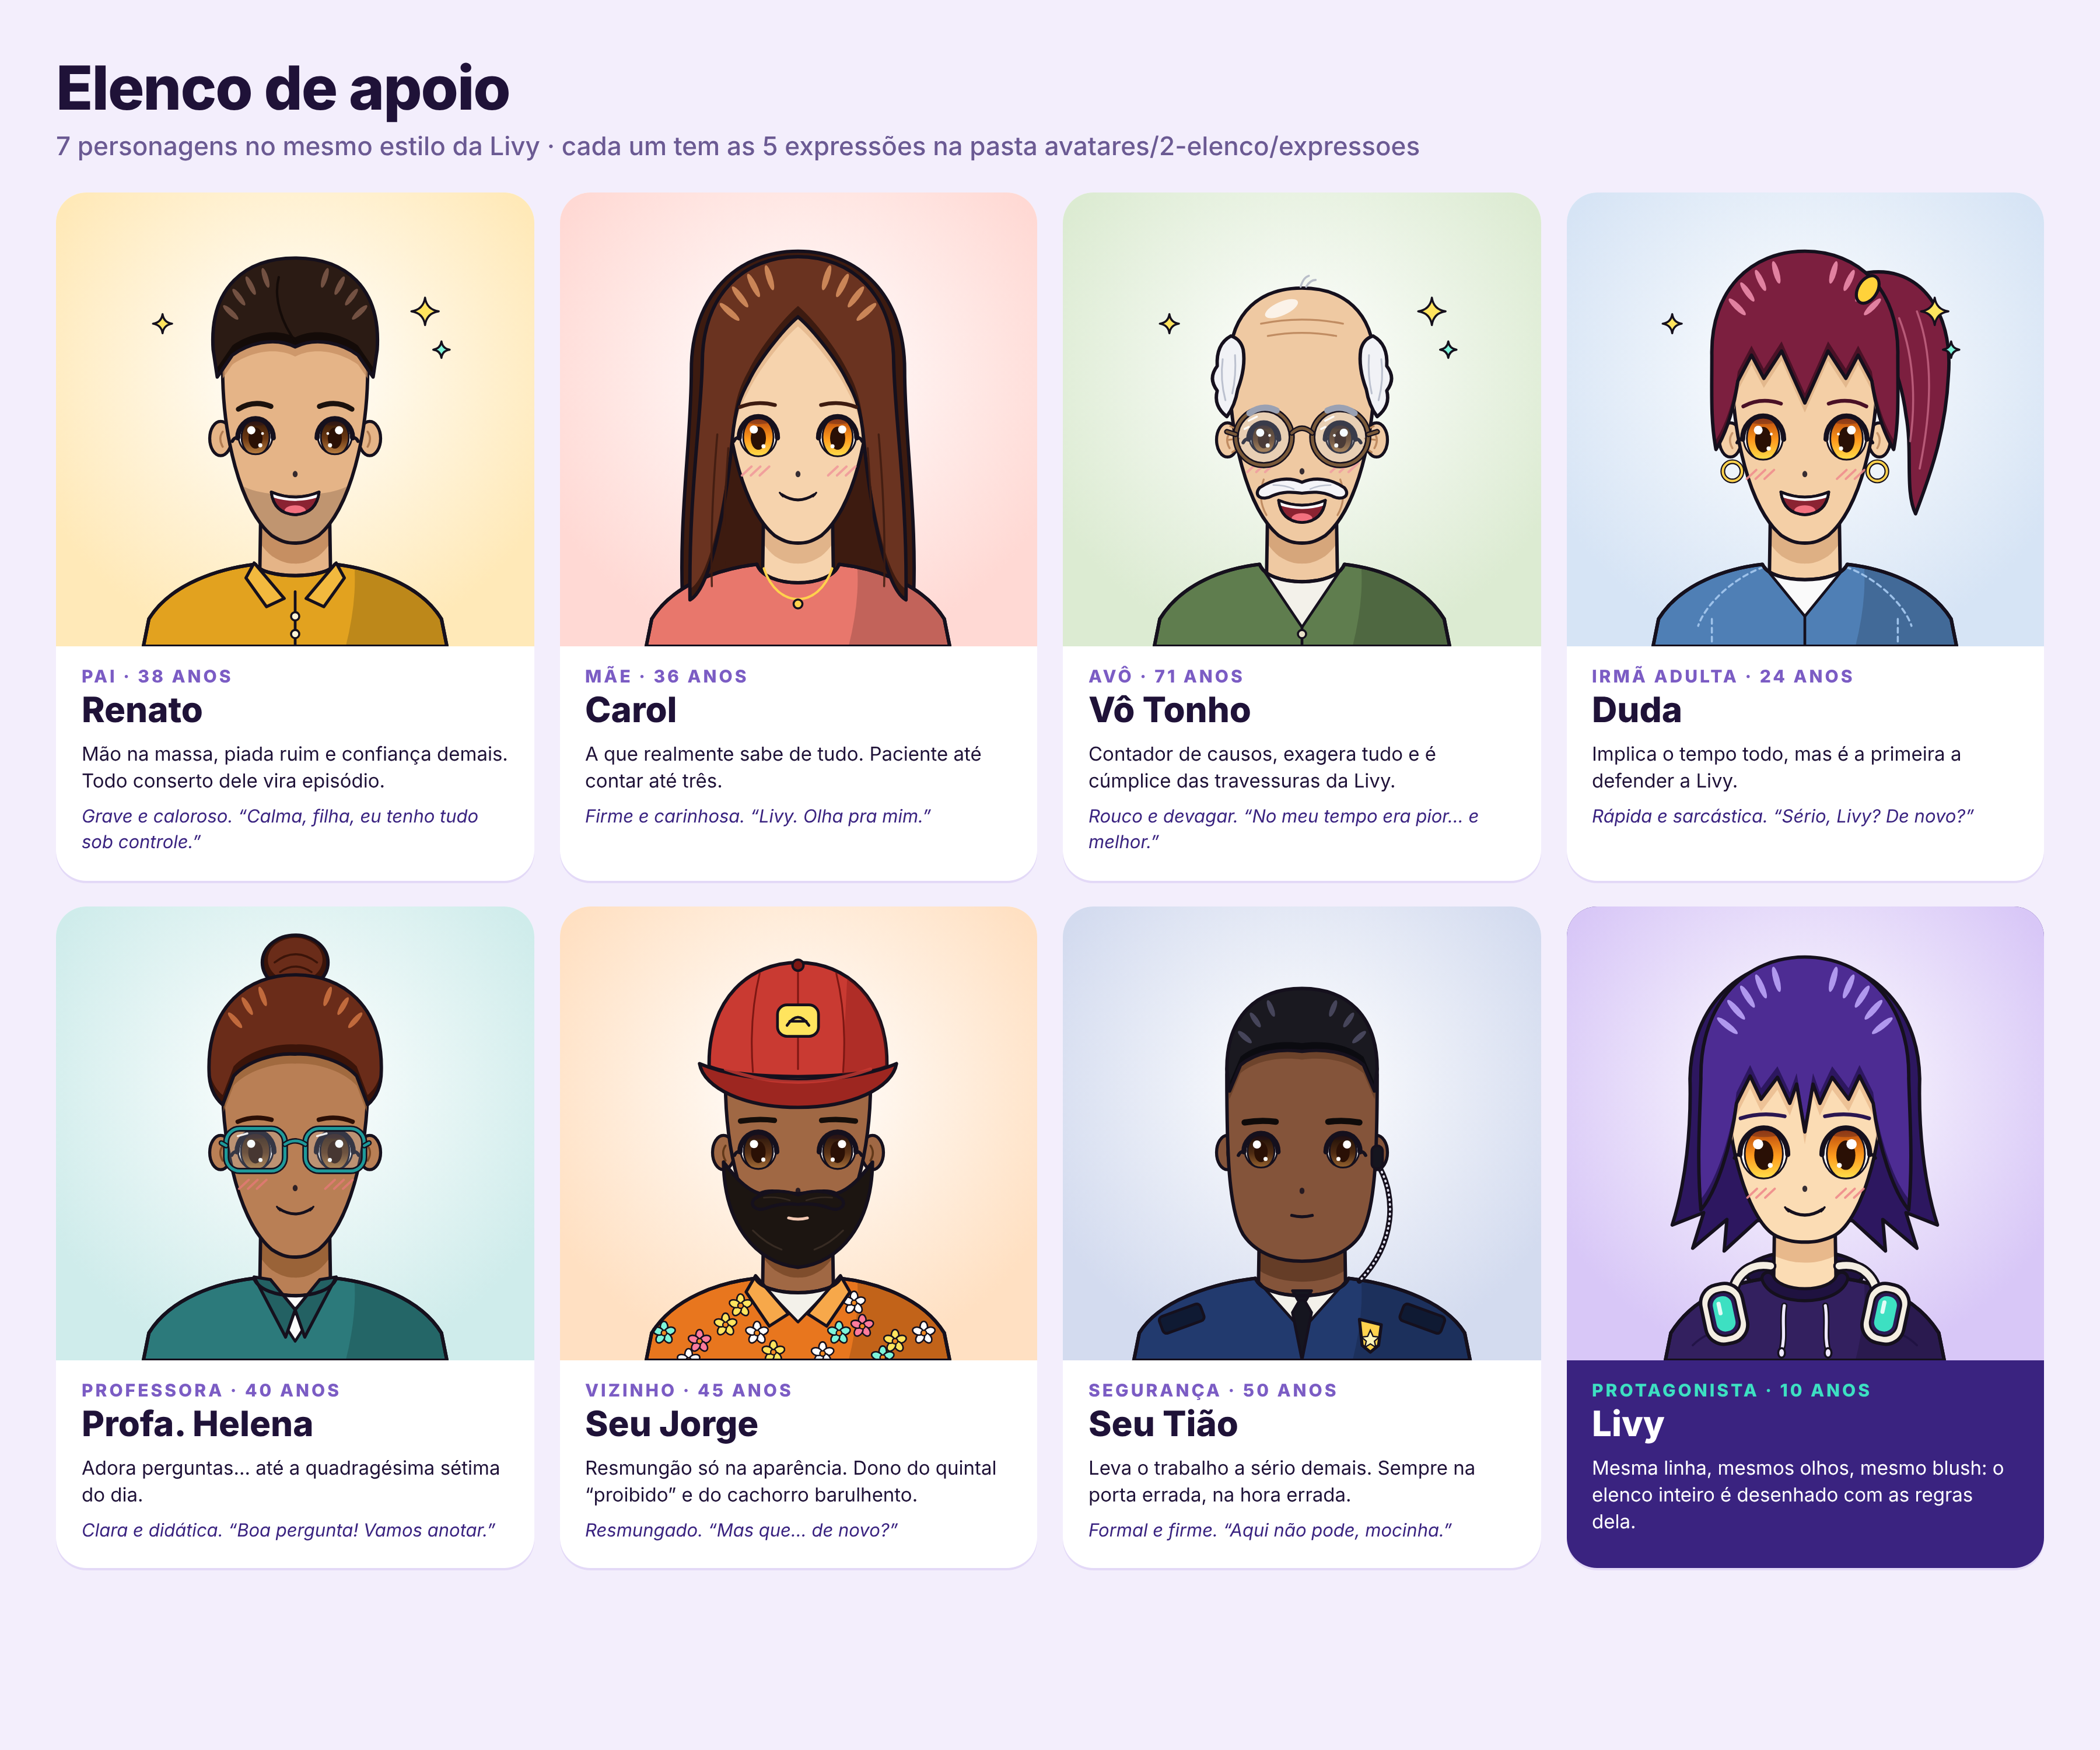 Elenco de apoio
7 personagens no mesmo estilo da Livy · cada um tem as 5 expressões na pasta avatares/2-elenco/expressoes
PAI · 38 ANOS
Renato
Mão na massa, piada ruim e confiança demais.
Todo conserto dele vira episódio.
Grave e caloroso. “Calma, filha, eu tenho tudo
sob controle.”
MÃE · 36 ANOS
Carol
A que realmente sabe de tudo. Paciente até
contar até três.
Firme e carinhosa. “Livy. Olha pra mim.”
AVÔ · 71 ANOS
Vô Tonho
Contador de causos, exagera tudo e é
cúmplice das travessuras da Livy.
Rouco e devagar. “No meu tempo era pior... e
melhor.”
IRMÃ ADULTA · 24 ANOS
Duda
Implica o tempo todo, mas é a primeira a
defender a Livy.
Rápida e sarcástica. “Sério, Livy? De novo?”
PROFESSORA · 40 ANOS
Profa. Helena
Adora perguntas... até a quadragésima sétima
do dia.
Clara e didática. “Boa pergunta! Vamos anotar.”
VIZINHO · 45 ANOS
Seu Jorge
Resmungão só na aparência. Dono do quintal
“proibido” e do cachorro barulhento.
Resmungado. “Mas que... de novo?”
SEGURANÇA · 50 ANOS
Seu Tião
Leva o trabalho a sério demais. Sempre na
porta errada, na hora errada.
Formal e firme. “Aqui não pode, mocinha.”
PROTAGONISTA · 10 ANOS
Livy
Mesma linha, mesmos olhos, mesmo blush: o
elenco inteiro é desenhado com as regras
dela.